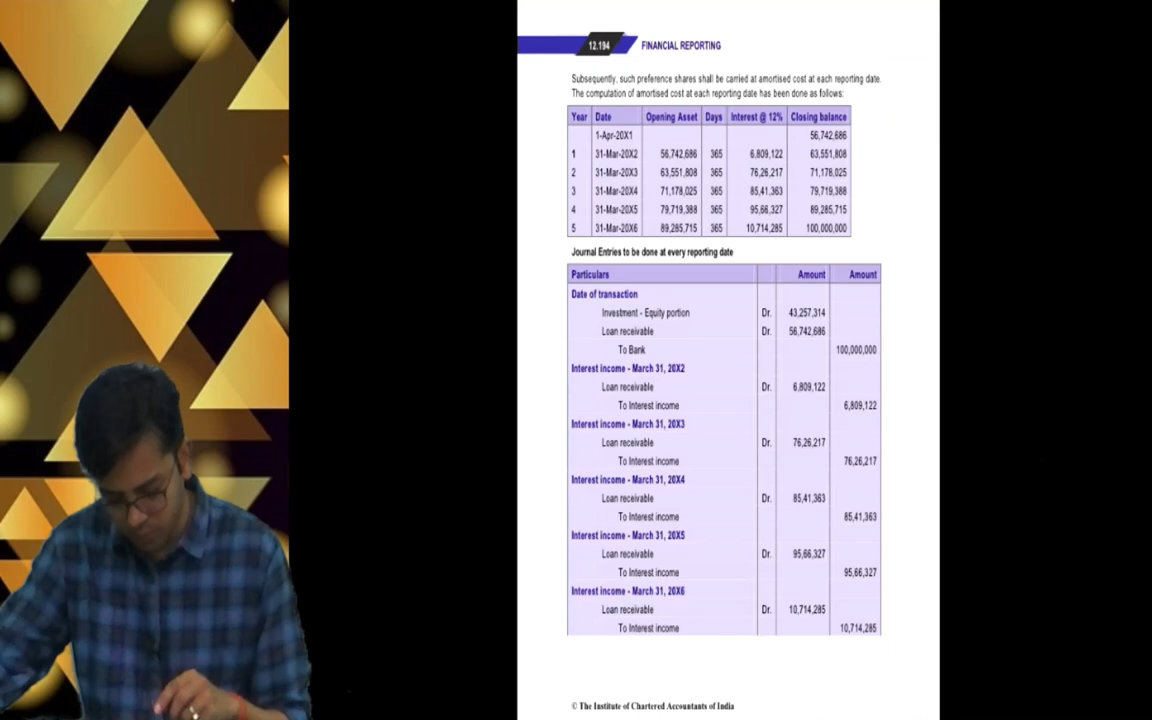 12.194 FINANCIAL REPORTING
Subsequently, such preference shares shall be carried at amortised cost at each reporting date.
The computation of amortised cost at each reporting date has been done as follows:
Year Date Opening Asset Days Interest @ 12% Closing balance
1-Apr-20X1 56,742,686
1 31-Mar-20X2 56,742,686 365 6,809,122 63,551,808
2 31-Mar-20X3 63,551,808 365 76,26,217 71,178,025
3 31-Mar-20X4 71,178,025 365 85,41,363 79,719,388
4 31-Mar-20X5 79,719,388 365 95,66,327 89,285,715
5 31-Mar-20X6 89,285,715 365 10,714,285 100,000,000
Journal Entries to be done at every reporting date
Particulars Amount Amount
Date of transaction
Investment - Equity portion Dr. 43,257,314
Loan receivable Dr. 56,742,686
To Bank 100,000,000
Interest income - March 31, 20X2
Loan receivable Dr. 6,809,122
To Interest income 6,809,122
Interest income - March 31, 20X3
Loan receivable Dr. 76,26,217
To Interest income 76,26,217
Interest income - March 31, 20X4
Loan receivable Dr. 85,41,363
To Interest income 85,41,363
Interest income - March 31, 20X5
Loan receivable Dr. 95,66,327
To Interest income 95,66,327
Interest income - March 31, 20X6
Loan receivable Dr. 10,714,285
To Interest income 10,714,285
© The Institute of Chartered Accountants of India